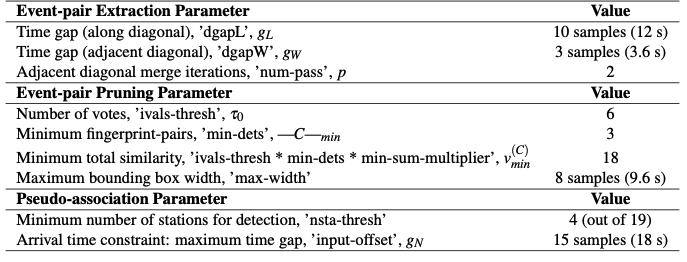 Event-pair Extraction Parameter Value
Time gap (along diagonal), ’dgapL’, gL 10 samples (12 s)
Time gap (adjacent diagonal), ’dgapW’, gW 3 samples (3.6 s)
Adjacent diagonal merge iterations, ’num-pass’, p 2
Event-pair Pruning Parameter Value
Number of votes, ’ivals-thresh’, τ0 6
Minimum fingerprint-pairs, ’min-dets’, —C—min 3
Minimum total similarity, ’ivals-thresh * min-dets * min-sum-multiplier’, v(C)min 18
Maximum bounding box width, ’max-width’ 8 samples (9.6 s)
Pseudo-association Parameter Value
Minimum number of stations for detection, ’nsta-thresh’ 4 (out of 19)
Arrival time constraint: maximum time gap, ’input-offset’, gN 15 samples (18 s)